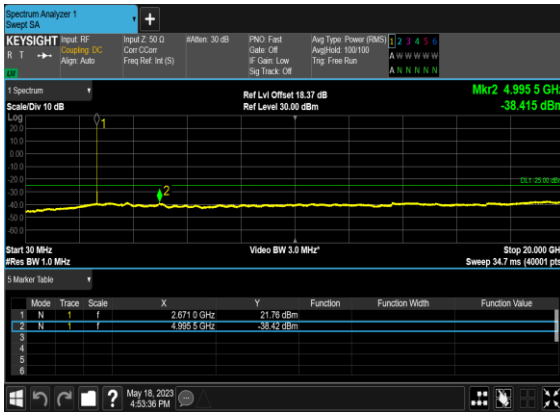 Spectrum Analyzer 1
Swept SA
KEYSIGHT
R T
LW
Input: RF
Coupling: DC
Align: Auto
Input Z: 50 Ω
Corr CCorr
Freq Ref: Int (S)
#Atten: 30 dB
PNO: Fast
Gate: Off
IF Gain: Low
Sig Track: Off
Avg Type: Power (RMS)
Avg|Hold: 100/100
Trig: Free Run
1 2 3 4 5 6
A W W W W W
A N N N N N
1 Spectrum
Scale/Div 10 dB
Ref Lvl Offset 18.37 dB
Ref Level 30.00 dBm
Mkr2 4.995 5 GHz
-38.415 dBm
Log
20.0
10.0
0.00
-10.0
-20.0
-30.0
-40.0
-50.0
-60.0
1
2
DL1 -25.00 dBm
Start 30 MHz
#Res BW 1.0 MHz
Video BW 3.0 MHz*
Stop 20.000 GHz
Sweep 34.7 ms (40001 pts)
5 Marker Table
Mode Trace Scale X Y Function Function Width Function Value
1 N 1 f 2.671 0 GHz 21.76 dBm
2 N 1 f 4.995 5 GHz -38.42 dBm
3
4
5
6
May 18, 2023
4:53:36 PM